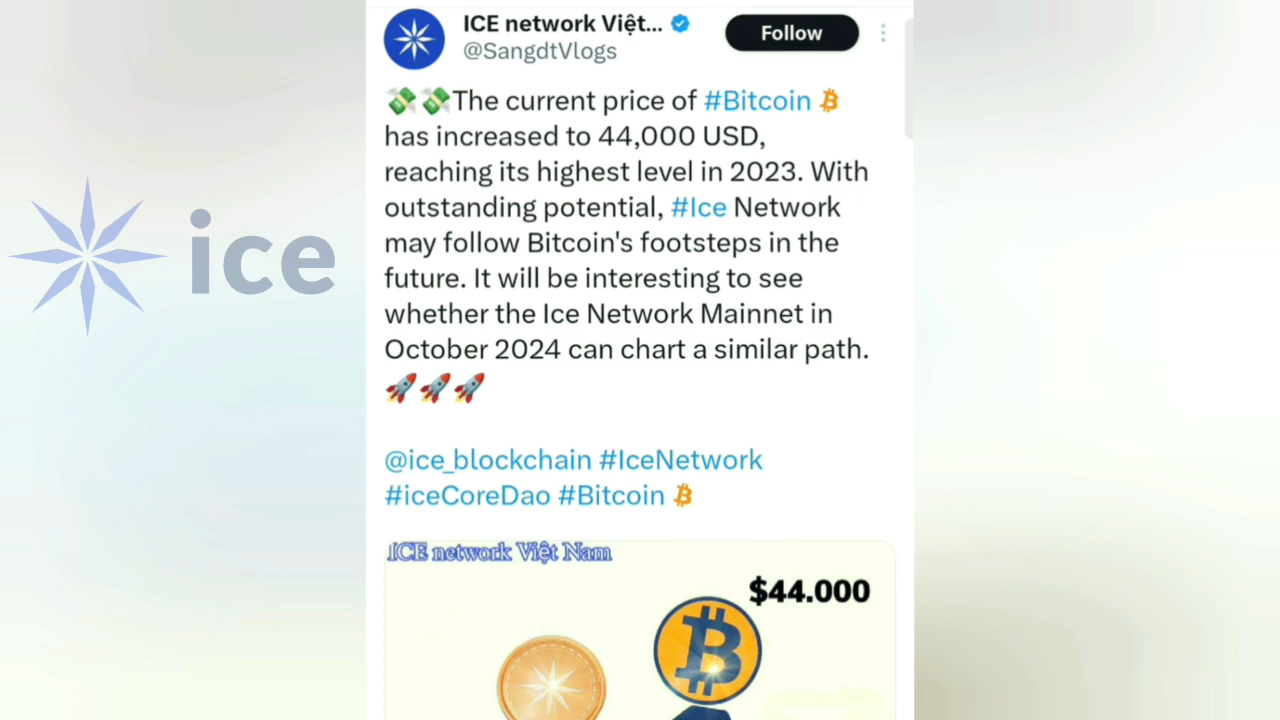 ice
ICE network Việt...
@SangdtVlogs
Follow
💸💸The current price of #Bitcoin
has increased to 44,000 USD,
reaching its highest level in 2023. With
outstanding potential, #Ice Network
may follow Bitcoin's footsteps in the
future. It will be interesting to see
whether the Ice Network Mainnet in
October 2024 can chart a similar path.
🚀🚀🚀
@ice_blockchain #IceNetwork
#iceCoreDao #Bitcoin
ICE network Việt Nam
$44.000